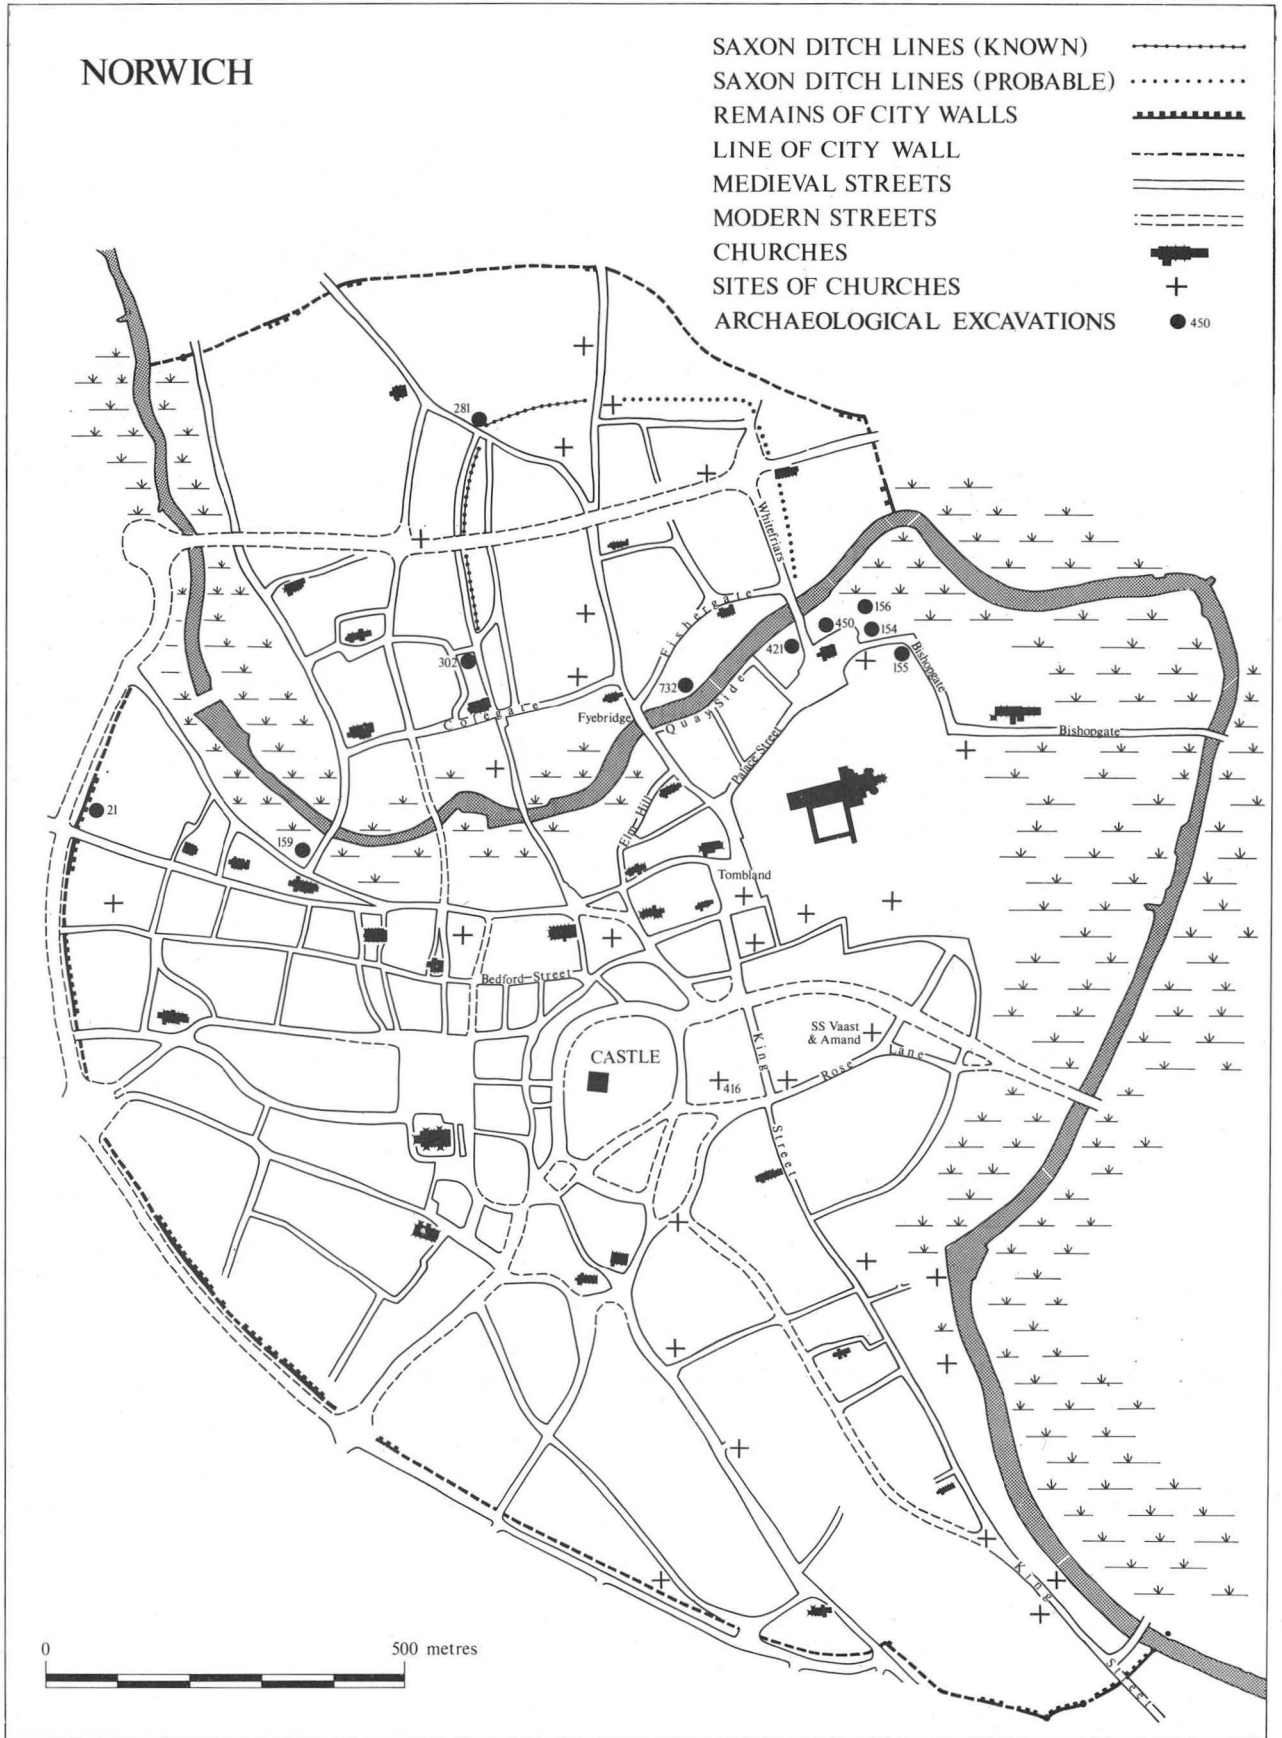 NORWICH
SAXON DITCH LINES (KNOWN)
SAXON DITCH LINES (PROBABLE)
REMAINS OF CITY WALLS
LINE OF CITY WALL
MEDIEVAL STREETS
MODERN STREETS
CHURCHES
SITES OF CHURCHES
ARCHAEOLOGICAL EXCAVATIONS
450
281
Whitefriars
Fishergate
156
450
154
421
155
Bishopgate
302
732
Quay Side
Colegate
Fyebridge
Bishopgate
Palace Street
21
Elm Hill
159
Tombland
Bedford Street
SS Vaast
& Amand
King
Street
Rose Lane
CASTLE
416
King
Street
0
500 metres